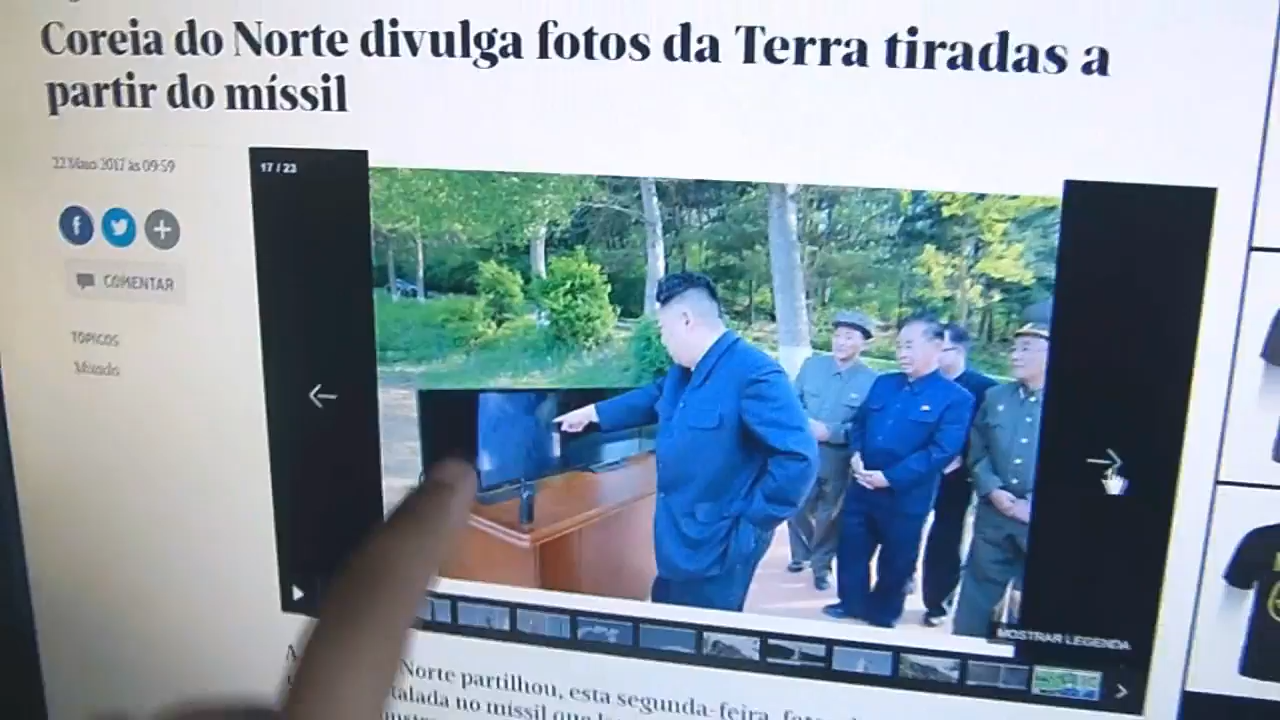 Coreia do Norte divulga fotos da Terra tiradas a
partir do míssil
22 Maio 2017 às 09:59
17 / 23
f
COMENTAR
TÓPICOS
Mundo
MOSTRAR LEGENDA
A
Norte partilhou, esta segunda-feira,
talada no míssil que